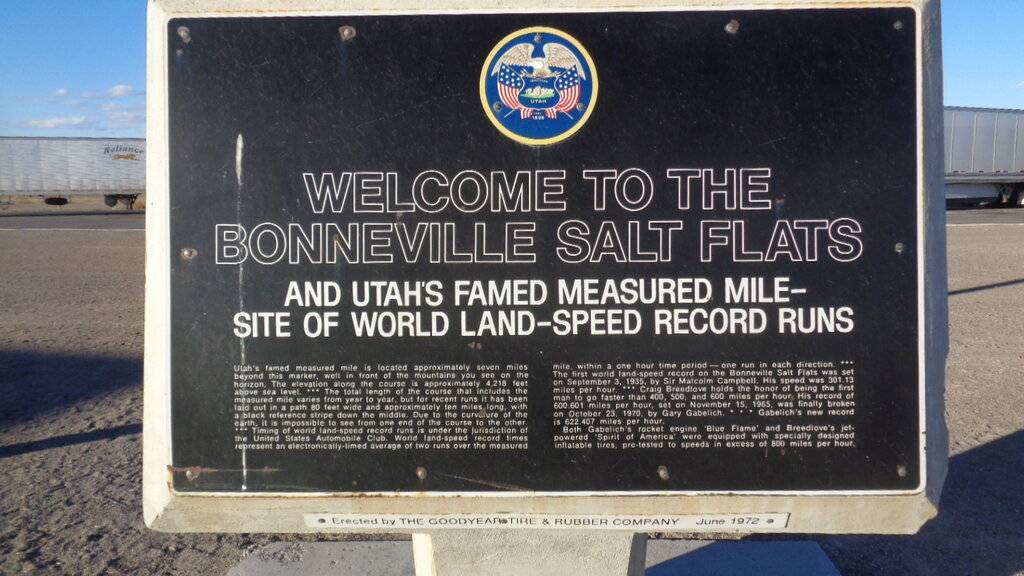 Reliance
UTAH
1896
WELCOME TO THE
BONNEVILLE SALT FLATS
AND UTAH'S FAMED MEASURED MILE–
SITE OF WORLD LAND-SPEED RECORD RUNS
Utah's famed measured mile is located approximately seven miles
beyond this marker, well in front of the mountains you see on the
horizon. The elevation along the course is approximately 4,218 feet
above sea level. *** The total length of the course that includes the
measured mile varies from year to year, but for recent runs it has been
laid out in a path 80 feet wide and approximately ten miles long, with
a black reference stripe down the middle. Due to the curvature of the
earth, it is impossible to see from one end of the course to the other.
*** Timing of world land-speed record runs is under the jurisdiction of
the United States Automobile Club. World land-speed record times
represent an electronically-timed average of two runs over the measured
mile, within a one hour time period — one run in each direction. ***
The first world land-speed record on the Bonneville Salt Flats was set
on September 3, 1935, by Sir Malcolm Campbell. His speed was 301.13
miles per hour. *** Craig Breedlove holds the honor of being the first
man to go faster than 400, 500, and 600 miles per hour. His record of
600.601 miles per hour, set on November 15, 1965, was finally broken
on October 23, 1970, by Gary Gabelich. * * * Gabelich's new record
is 622.407 miles per hour.
Both Gabelich's rocket engine 'Blue Flame' and Breedlove's jet-
powered 'Spirit of America' were equipped with specially designed
inflatable tires, pre-tested to speeds in excess of 800 miles per hour.
Erected by THE GOODYEAR TIRE & RUBBER COMPANY June 1972